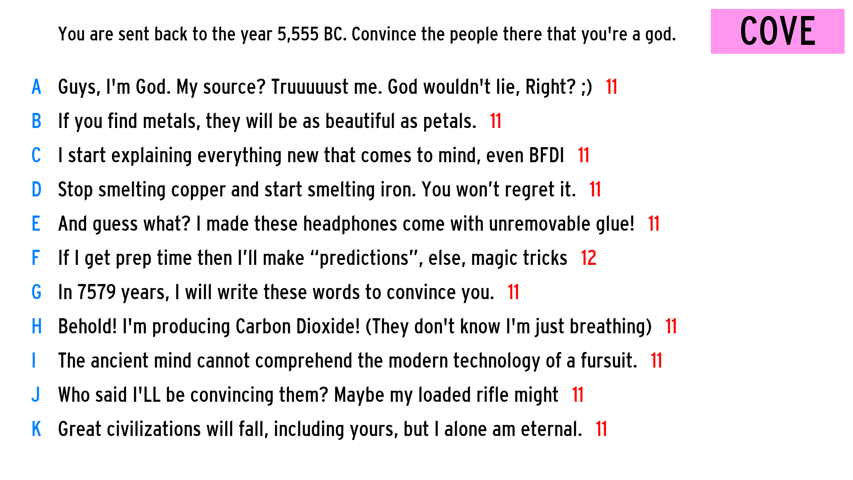 You are sent back to the year 5,555 BC. Convince the people there that you're a god.
COVE
A Guys, I'm God. My source? Truuuuust me. God wouldn't lie, Right? ;) 11
B If you find metals, they will be as beautiful as petals. 11
C I start explaining everything new that comes to mind, even BFDI 11
D Stop smelting copper and start smelting iron. You won’t regret it. 11
E And guess what? I made these headphones come with unremovable glue! 11
F If I get prep time then I’ll make “predictions”, else, magic tricks 12
G In 7579 years, I will write these words to convince you. 11
H Behold! I'm producing Carbon Dioxide! (They don't know I'm just breathing) 11
I The ancient mind cannot comprehend the modern technology of a fursuit. 11
J Who said I'LL be convincing them? Maybe my loaded rifle might 11
K Great civilizations will fall, including yours, but I alone am eternal. 11